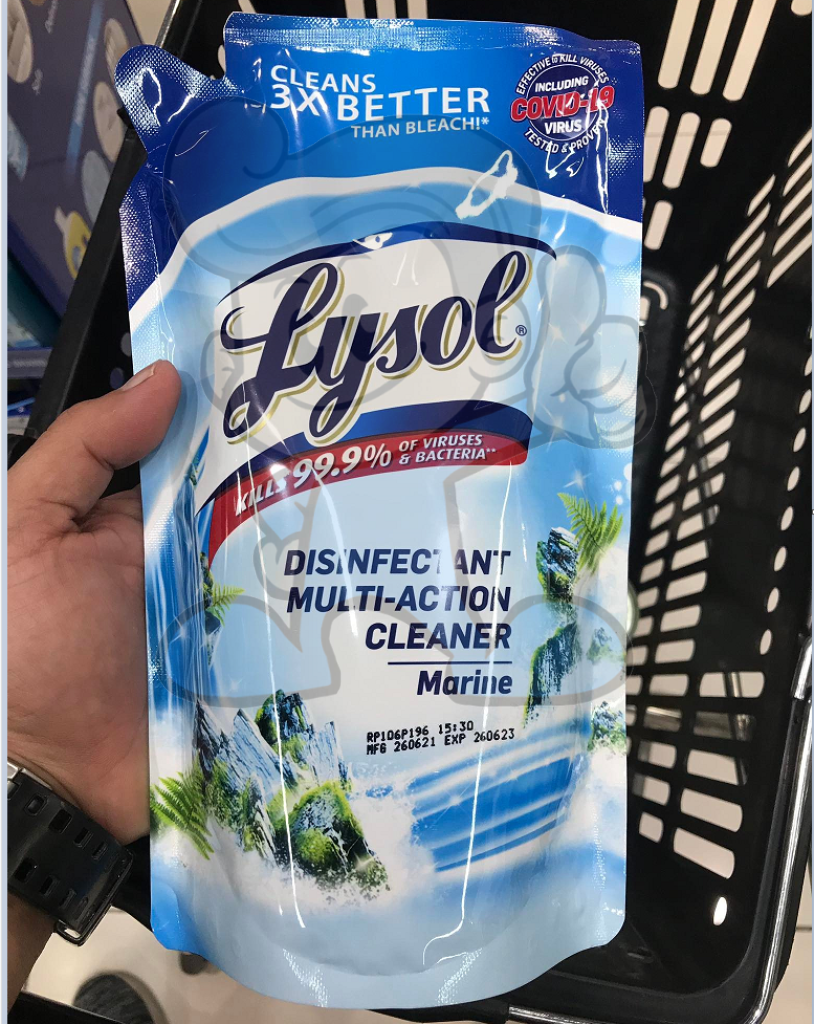 CLEANS
3X BETTER
THAN BLEACH!*
EFFECTIVE to KILL VIRUSES
INCLUDING
COVID-19
VIRUS !!
TESTED & PROVEN
Lysol®
KILLS 99.9% OF VIRUSES
& BACTERIA**
DISINFECTANT
MULTI-ACTION
CLEANER
Marine
RP106P196 15:30
MFG 260621 EXP 260623